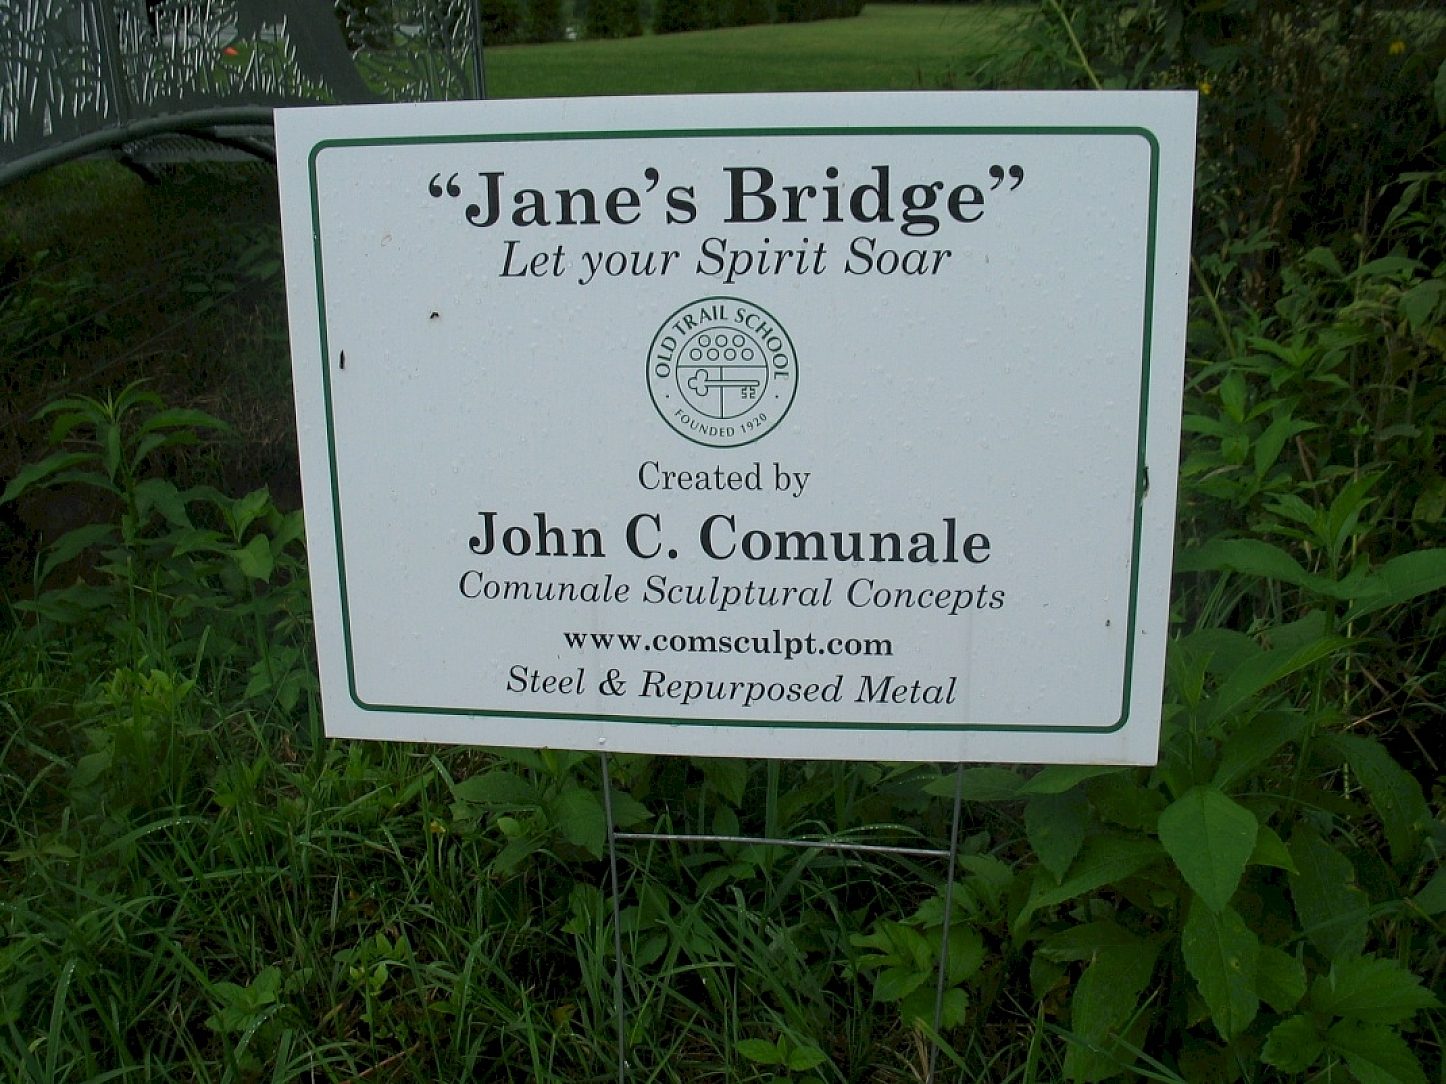 “Jane’s Bridge”
Let your Spirit Soar
OLD TRAIL SCHOOL
· FOUNDED 1920 ·
Created by
John C. Comunale
Comunale Sculptural Concepts
www.comsculpt.com
Steel & Repurposed Metal